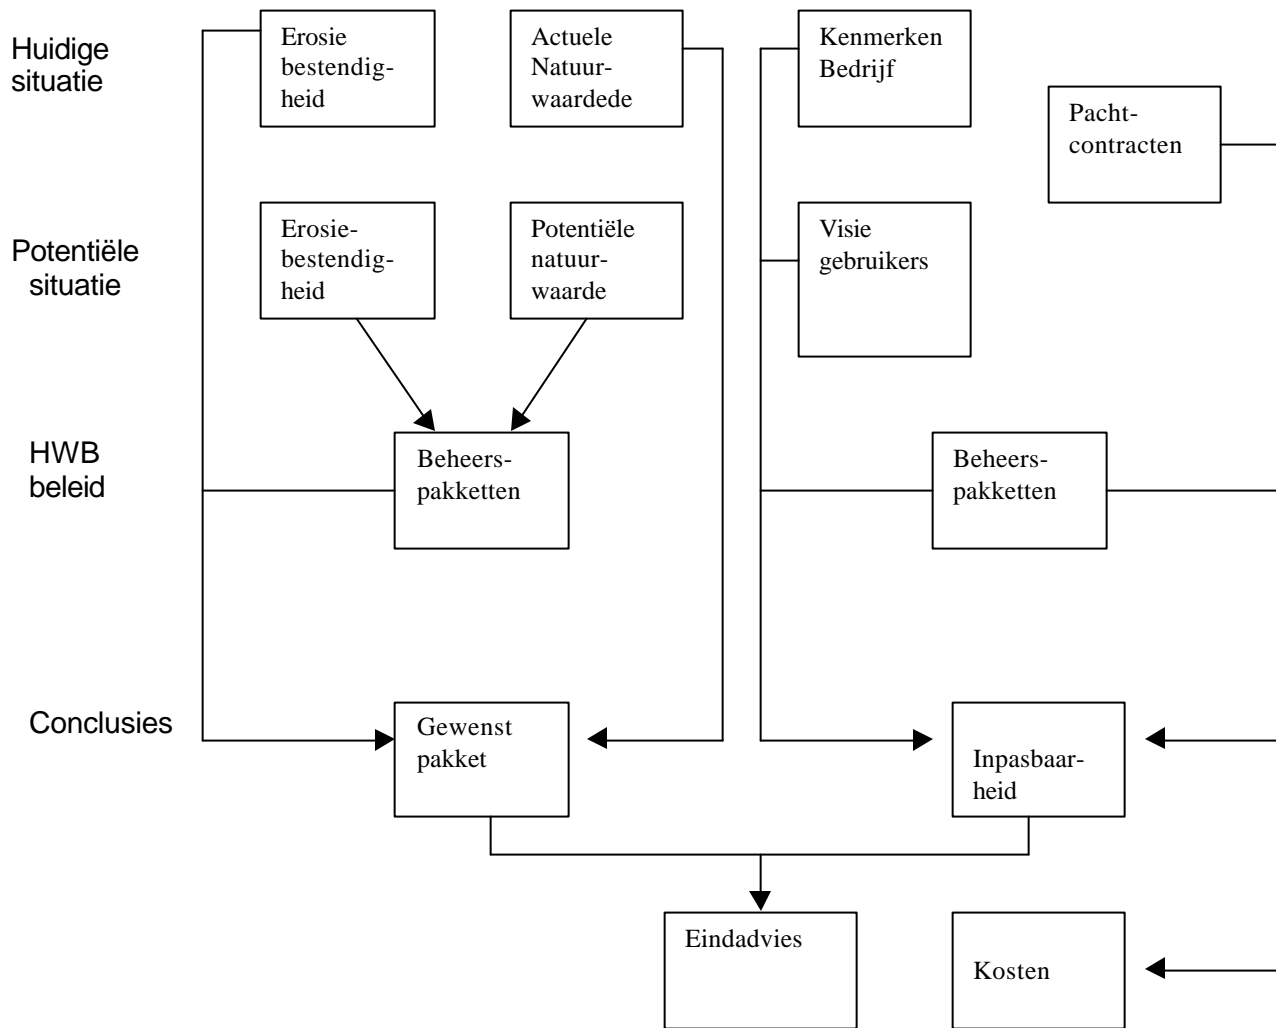 Huidige
situatie
Erosie
bestendig-
heid
Actuele
Natuur-
waardede
Kenmerken
Bedrijf
Pacht-
contracten
Potentiële
situatie
Erosie-
bestendig-
heid
Potentiële
natuur-
waarde
Visie
gebruikers
HWB
beleid
Beheers-
pakketten
Beheers-
pakketten
Conclusies
Gewenst
pakket
Inpasbaar-
heid
Eindadvies
Kosten